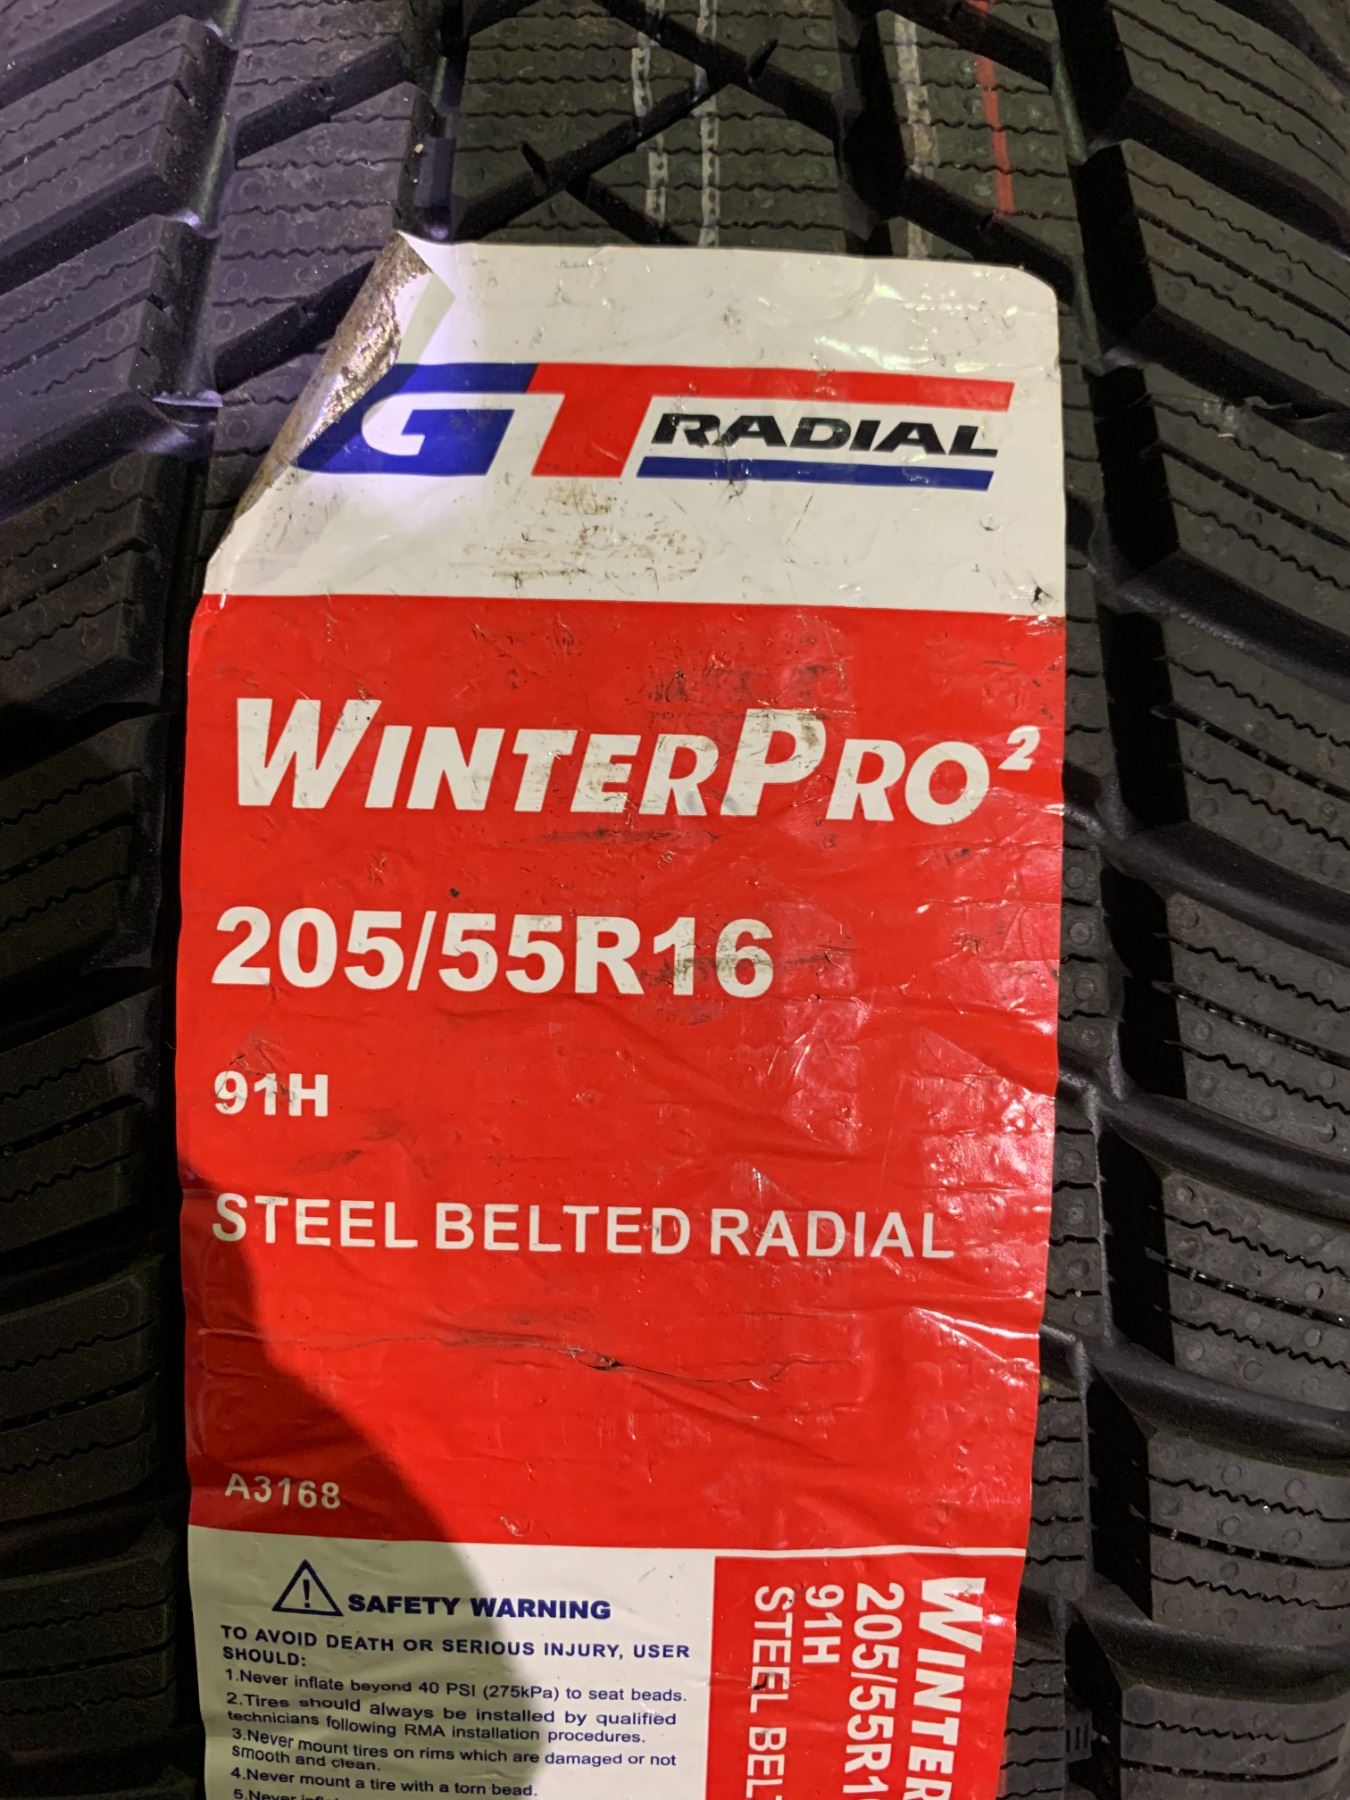 GT RADIAL
WINTERPRO²
205/55R16
91H
STEEL BELTED RADIAL
A3168
SAFETY WARNING
TO AVOID DEATH OR SERIOUS INJURY, USER
SHOULD:
1.Never inflate beyond 40 PSI (275kPa) to seat beads.
2.Tires should always be installed by qualified
technicians following RMA installation procedures.
3.Never mount tires on rims which are damaged or not
smooth and clean.
4.Never mount a tire with a torn bead.
5.Never
WINTER
205/55R1
91H
STEEL BEL